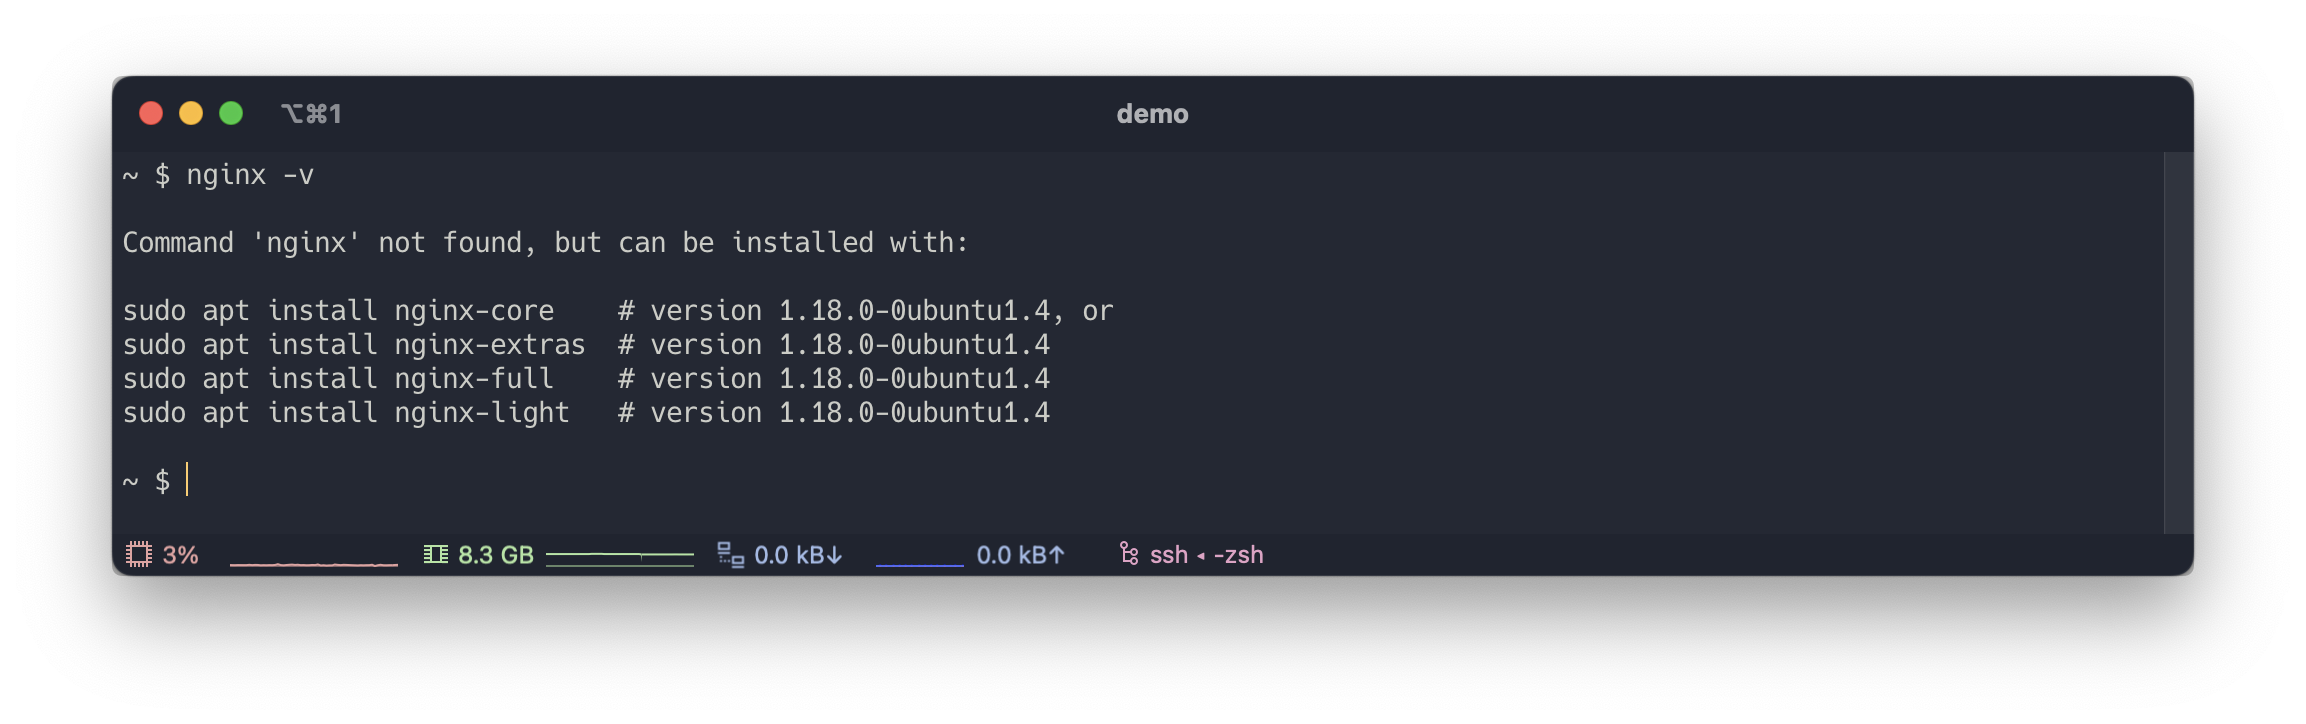 ⌥⌘1
demo
~ $ nginx -v
Command 'nginx' not found, but can be installed with:
sudo apt install nginx-core    # version 1.18.0-0ubuntu1.4, or
sudo apt install nginx-extras  # version 1.18.0-0ubuntu1.4
sudo apt install nginx-full    # version 1.18.0-0ubuntu1.4
sudo apt install nginx-light   # version 1.18.0-0ubuntu1.4
~ $
3% 8.3 GB 0.0 kB↓ 0.0 kB↑ ssh ◂ -zsh